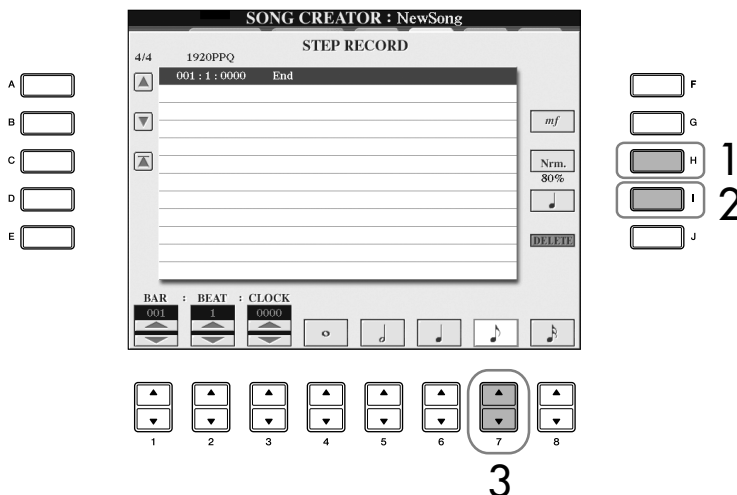 SONG CREATOR : NewSong
STEP RECORD
4/4 1920PPQ
001 : 1 : 0000 End
A
B
C
D
E
mf
Nrm.
80%
DELETE
F
G
H 1
I 2
J
BAR : BEAT : CLOCK
001 1 0000
1 2 3 4 5 6 7 8
3